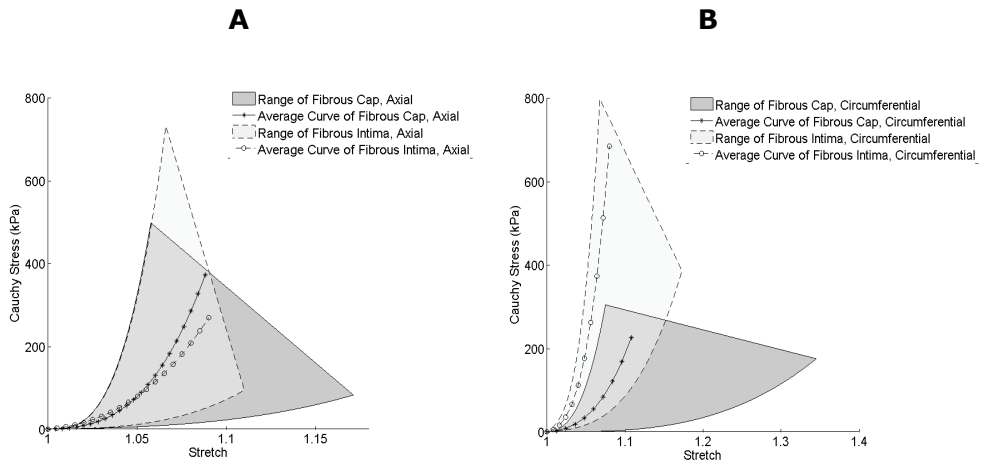 A
B
Range of Fibrous Cap, Axial
Average Curve of Fibrous Cap, Axial
Range of Fibrous Intima, Axial
Average Curve of Fibrous Intima, Axial
800
600
400
200
0
Cauchy Stress (kPa)
1
1.05
1.1
1.15
Stretch
Range of Fibrous Cap, Circumferential
Average Curve of Fibrous Cap, Circumferential
Range of Fibrous Intima, Circumferential
Average Curve of Fibrous Intima, Circumferential
800
600
400
200
0
Cauchy Stress (kPa)
1
1.1
1.2
1.3
1.4
Stretch